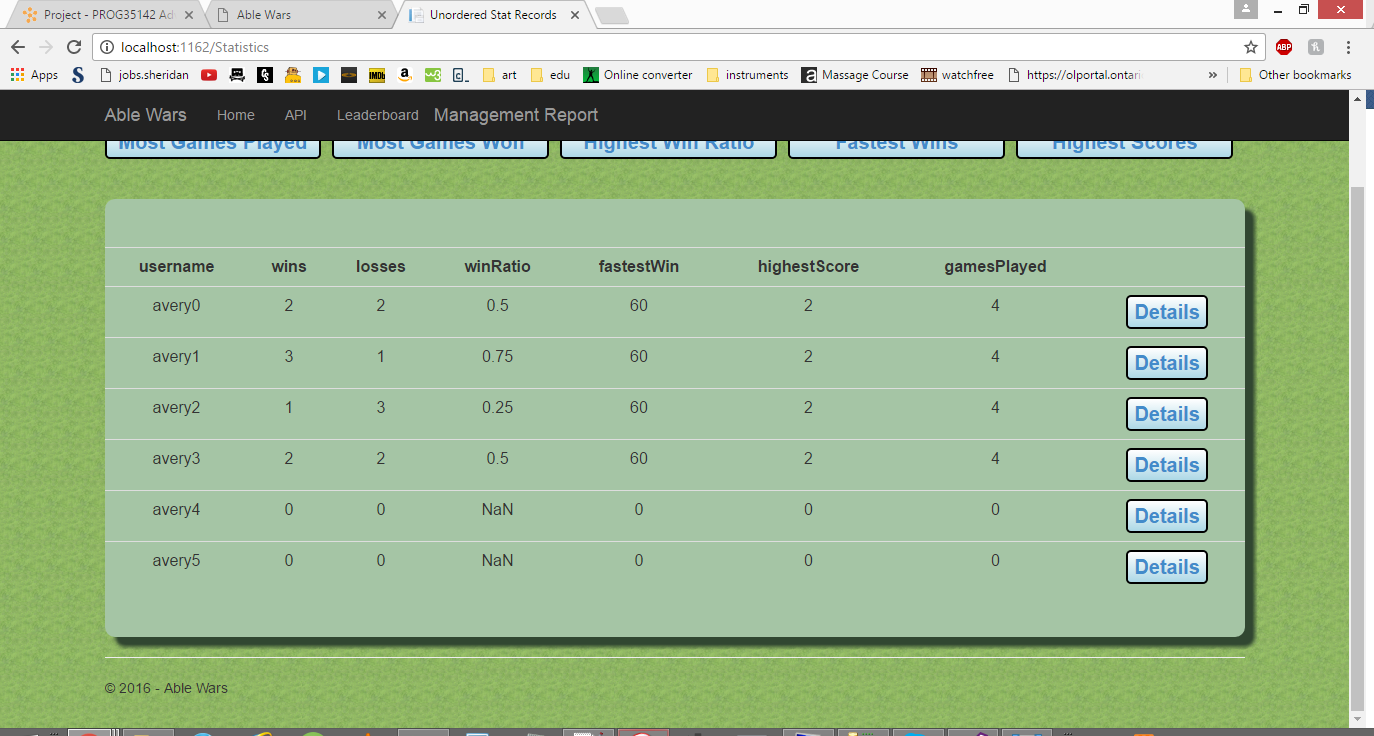 Project - PROG35142 Ad
Able Wars
Unordered Stat Records
localhost:1162/Statistics
ABP
Apps
S
jobs.sheridan
IMDb
a
w3
C_
art
edu
Online converter
instruments
a
Massage Course
watchfree
https://olportal.ontari
»
Other bookmarks
Able Wars Home API Leaderboard Management Report
Most Games Played Most Games Won Highest Win Ratio Fastest Wins Highest Scores
username wins losses winRatio fastestWin highestScore gamesPlayed
avery0 2 2 0.5 60 2 4 Details
avery1 3 1 0.75 60 2 4 Details
avery2 1 3 0.25 60 2 4 Details
avery3 2 2 0.5 60 2 4 Details
avery4 0 0 NaN 0 0 0 Details
avery5 0 0 NaN 0 0 0 Details
© 2016 - Able Wars